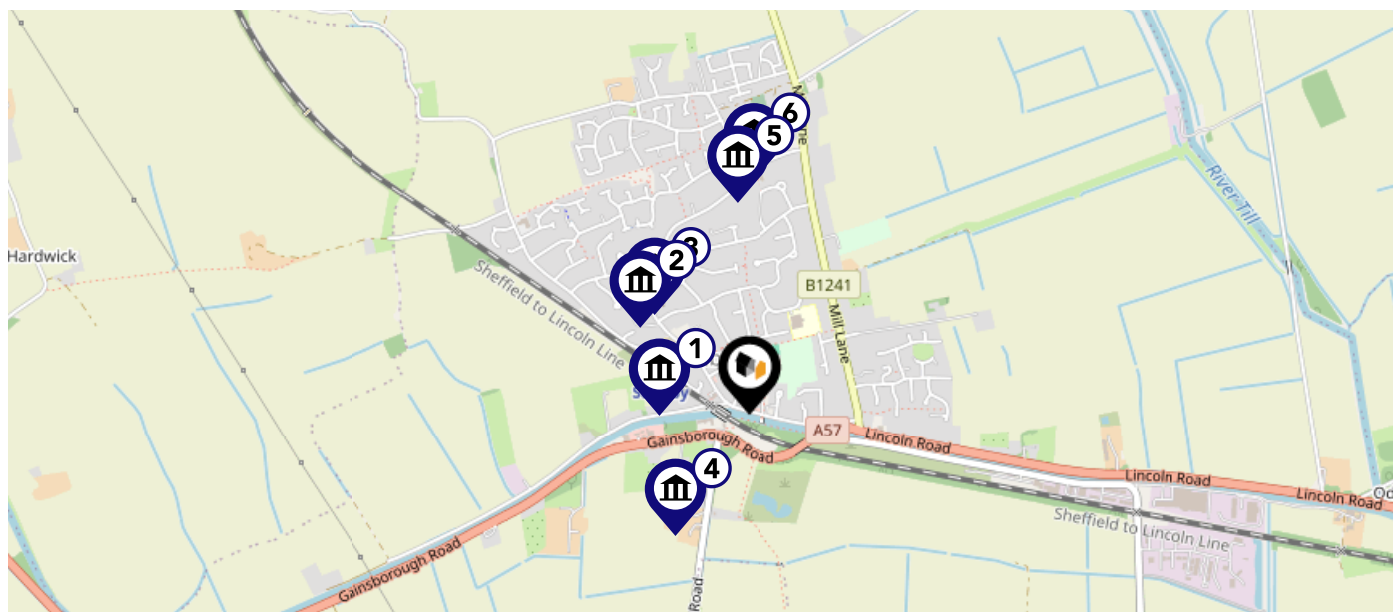 6
5
River Till
Hardwick
3
2
Sheffield to Lincoln Line
B1241
Mill Lane
1
A57
Lincoln Road
Gainsborough Road
4
Lincoln Road
Lincoln Road
Sheffield to Lincoln Line
Gainsborough Road
Road